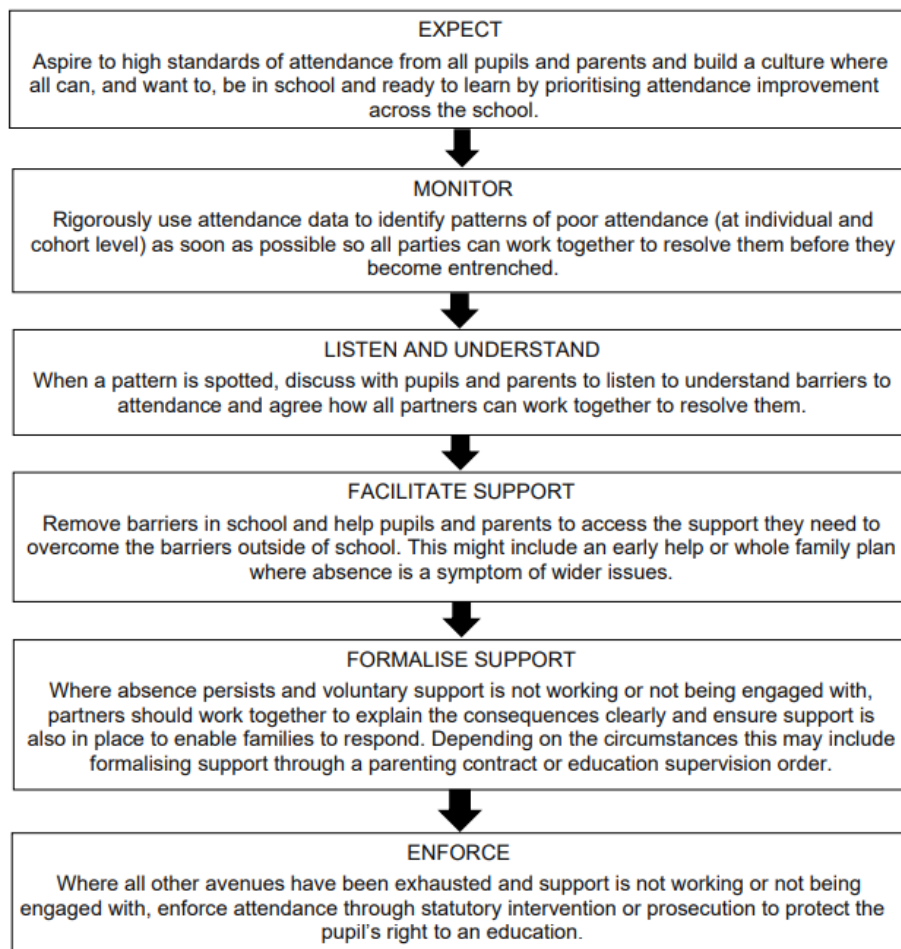 EXPECT
Aspire to high standards of attendance from all pupils and parents and build a culture where
all can, and want to, be in school and ready to learn by prioritising attendance improvement
across the school.
MONITOR
Rigorously use attendance data to identify patterns of poor attendance (at individual and
cohort level) as soon as possible so all parties can work together to resolve them before they
become entrenched.
LISTEN AND UNDERSTAND
When a pattern is spotted, discuss with pupils and parents to listen to understand barriers to
attendance and agree how all partners can work together to resolve them.
FACILITATE SUPPORT
Remove barriers in school and help pupils and parents to access the support they need to
overcome the barriers outside of school. This might include an early help or whole family plan
where absence is a symptom of wider issues.
FORMALISE SUPPORT
Where absence persists and voluntary support is not working or not being engaged with,
partners should work together to explain the consequences clearly and ensure support is
also in place to enable families to respond. Depending on the circumstances this may include
formalising support through a parenting contract or education supervision order.
ENFORCE
Where all other avenues have been exhausted and support is not working or not being
engaged with, enforce attendance through statutory intervention or prosecution to protect the
pupil's right to an education.